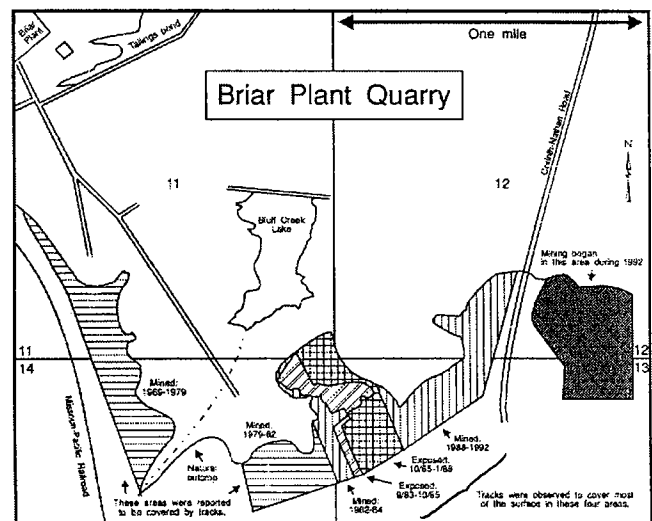 Briar
Plant
Tailings pond
One mile
Briar Plant Quarry
Corinth-Nathan Road
N
11
12
Bluff Creek
Lake
Mining began
in this area during 1992
11
14
12
13
Mined:
1969-1979
Missouri-Pacific Railroad
Mined:
1979-82
Natural
outcrop
Mined:
1988-1992
Exposed,
10/85-1/88
Exposed,
9/83-10/85
Mined:
1982-84
These areas were reported
to be covered by tracks.
Tracks were observed to cover most
of the surface in these four areas.